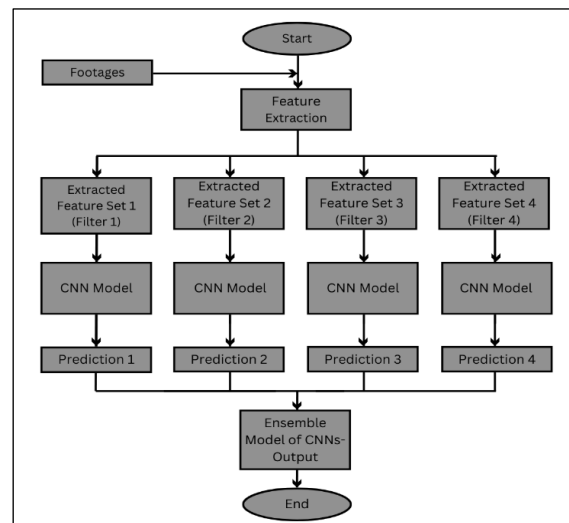 Start
Footages
Feature
Extraction
Extracted
Feature Set 1
(Filter 1)
Extracted
Feature Set 2
(Filter 2)
Extracted
Feature Set 3
(Filter 3)
Extracted
Feature Set 4
(Filter 4)
CNN Model
CNN Model
CNN Model
CNN Model
Prediction 1
Prediction 2
Prediction 3
Prediction 4
Ensemble
Model of CNNs-
Output
End